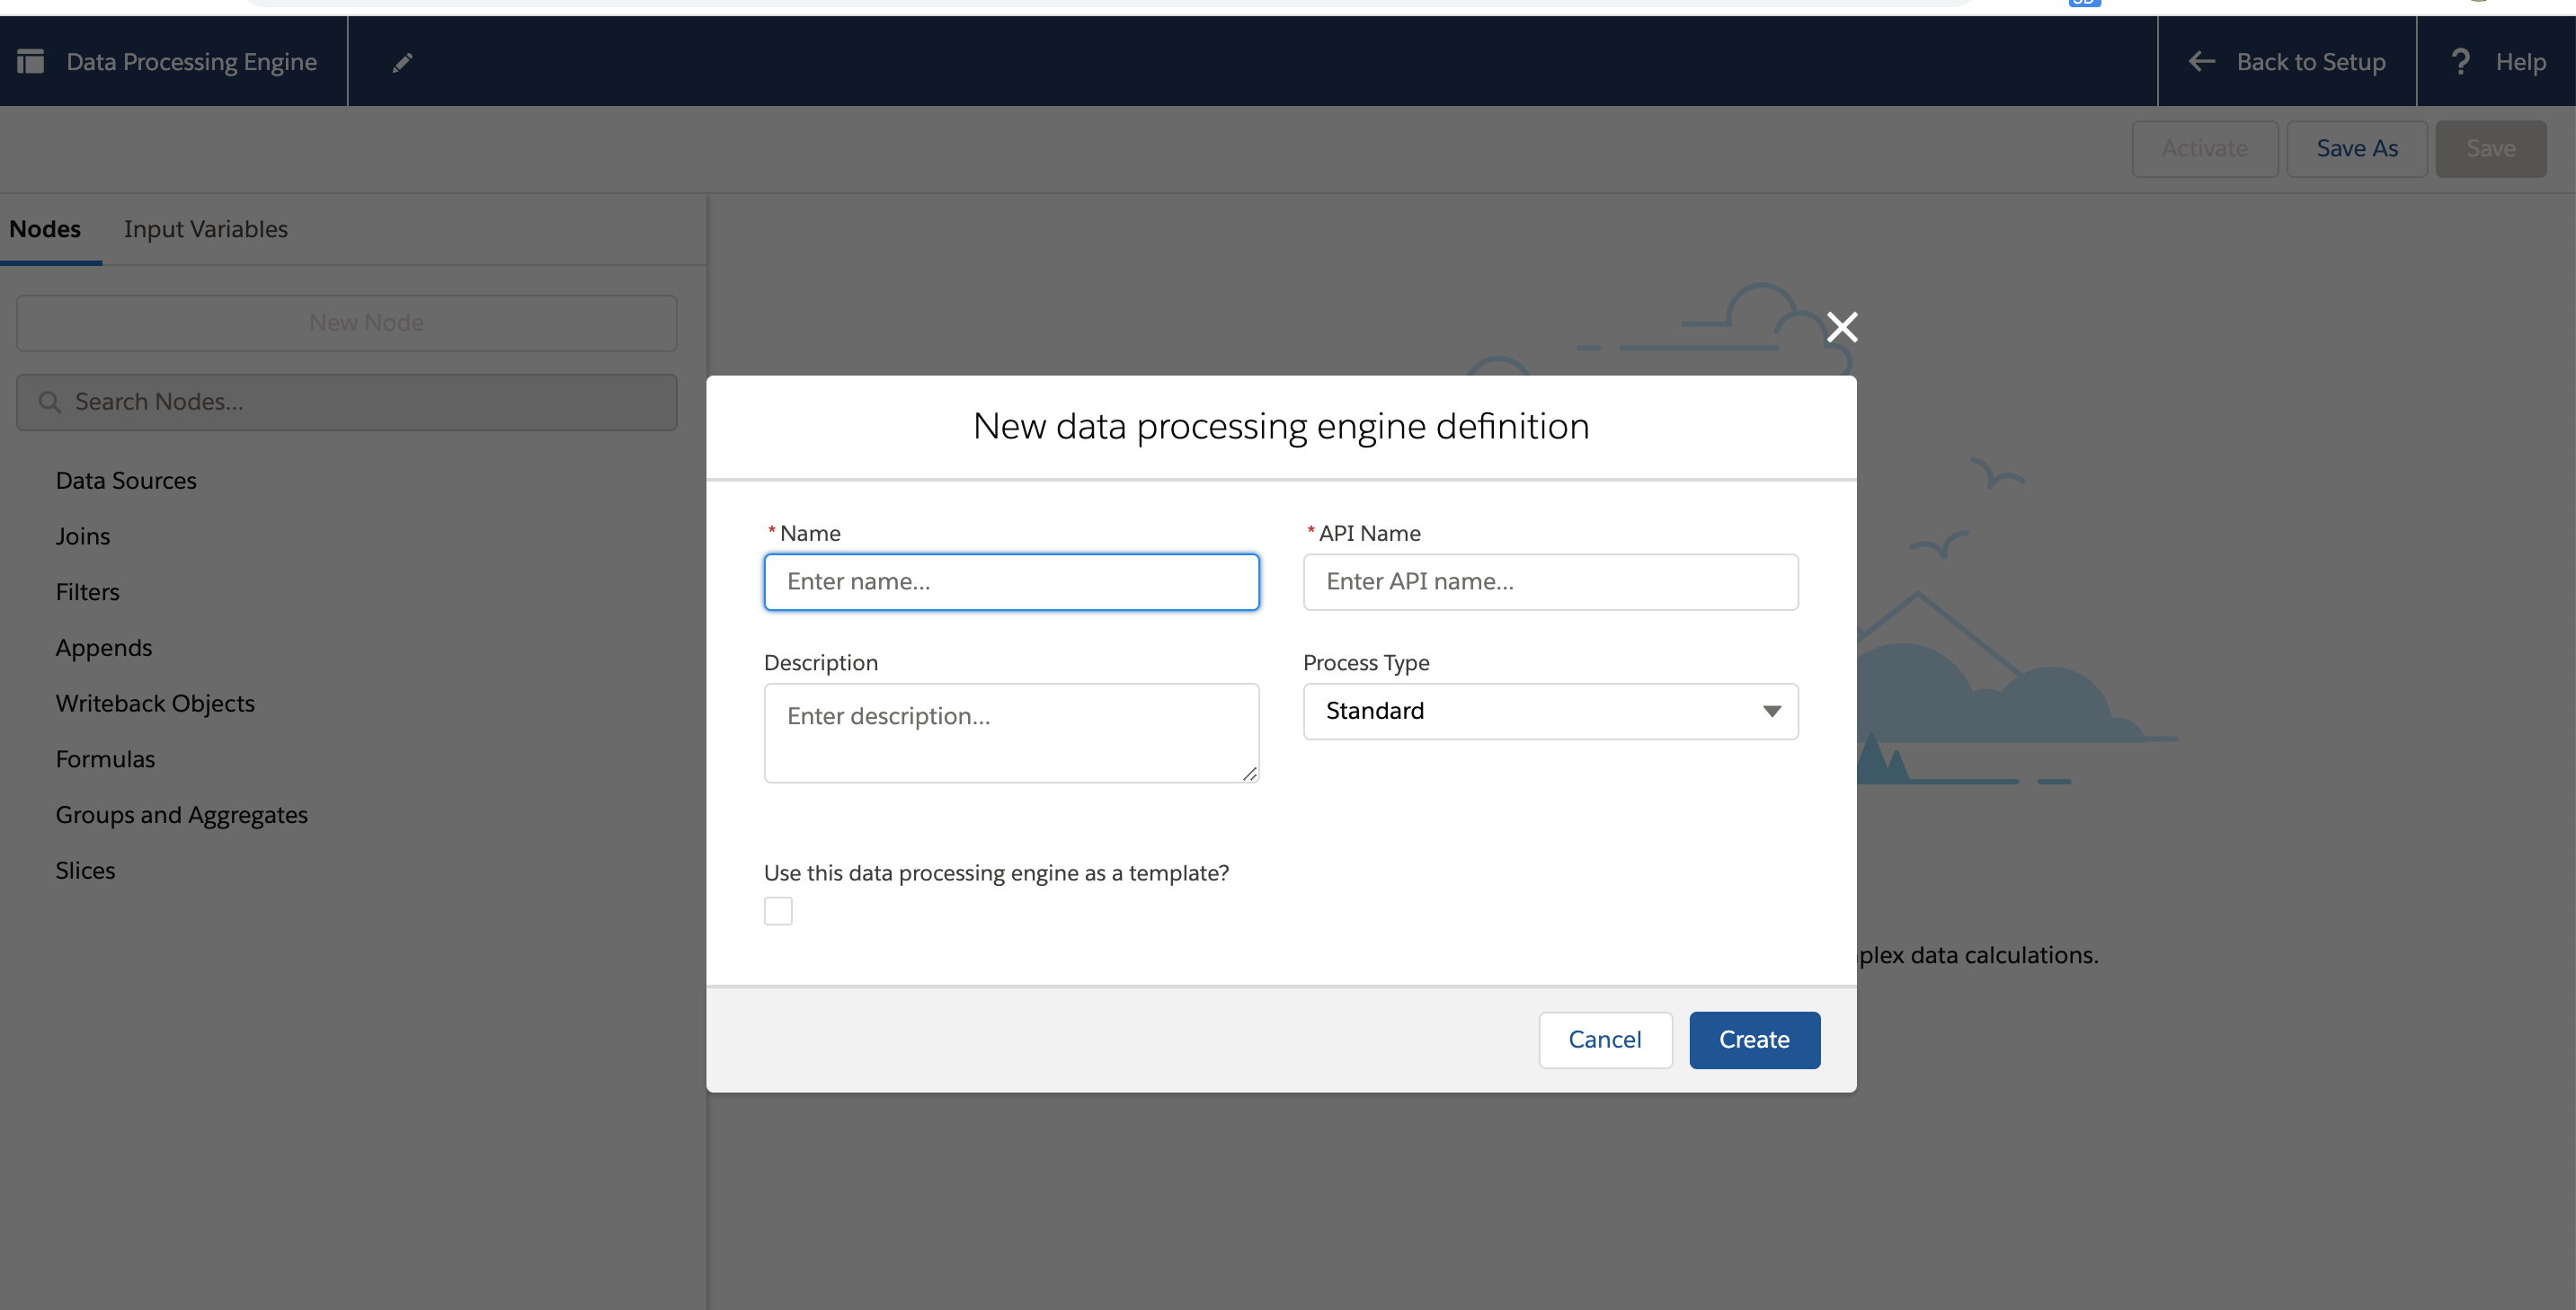 Data Processing Engine
Back to Setup
? Help
Activate
Save As
Save
Nodes
Input Variables
New Node
Search Nodes...
Data Sources
Joins
Filters
Appends
Writeback Objects
Formulas
Groups and Aggregates
Slices
New data processing engine definition
* Name
* API Name
Enter name...
Enter API name...
Description
Process Type
Enter description...
Standard
Use this data processing engine as a template?
plex data calculations.
Cancel
Create